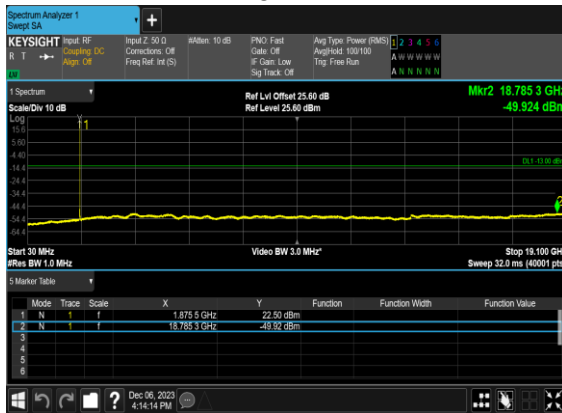 Spectrum Analyzer 1
Swept SA
+
KEYSIGHT Input: RF Input Z: 50 Ω #Atten: 10 dB PNO: Fast Avg Type: Power (RMS) 1 2 3 4 5 6
R T Coupling: DC Corrections: Off Gate: Off Avg|Hold: 100/100 A W W W W W
Align: Off Freq Ref: Int (S) IF Gain: Low Trig: Free Run
Sig Track: Off A N N N N N
1 Spectrum Ref Lvl Offset 25.60 dB Mkr2 18.785 3 GHz
Scale/Div 10 dB Ref Level 25.60 dBm -49.924 dBm
Log
1
15.6
5.60
-4.40
DL1 -13.00 dBm
-14.4
-24.4
-34.4
-44.4
-54.4
-64.4
Start 30 MHz Video BW 3.0 MHz* Stop 19.100 GHz
#Res BW 1.0 MHz Sweep 32.0 ms (40001 pts)
5 Marker Table
Mode Trace Scale X Y Function Function Width Function Value
1 N 1 f 1.875 5 GHz 22.50 dBm
2 N 1 f 18.785 3 GHz -49.92 dBm
3
4
5
6
? Dec 06, 2023
4:14:14 PM